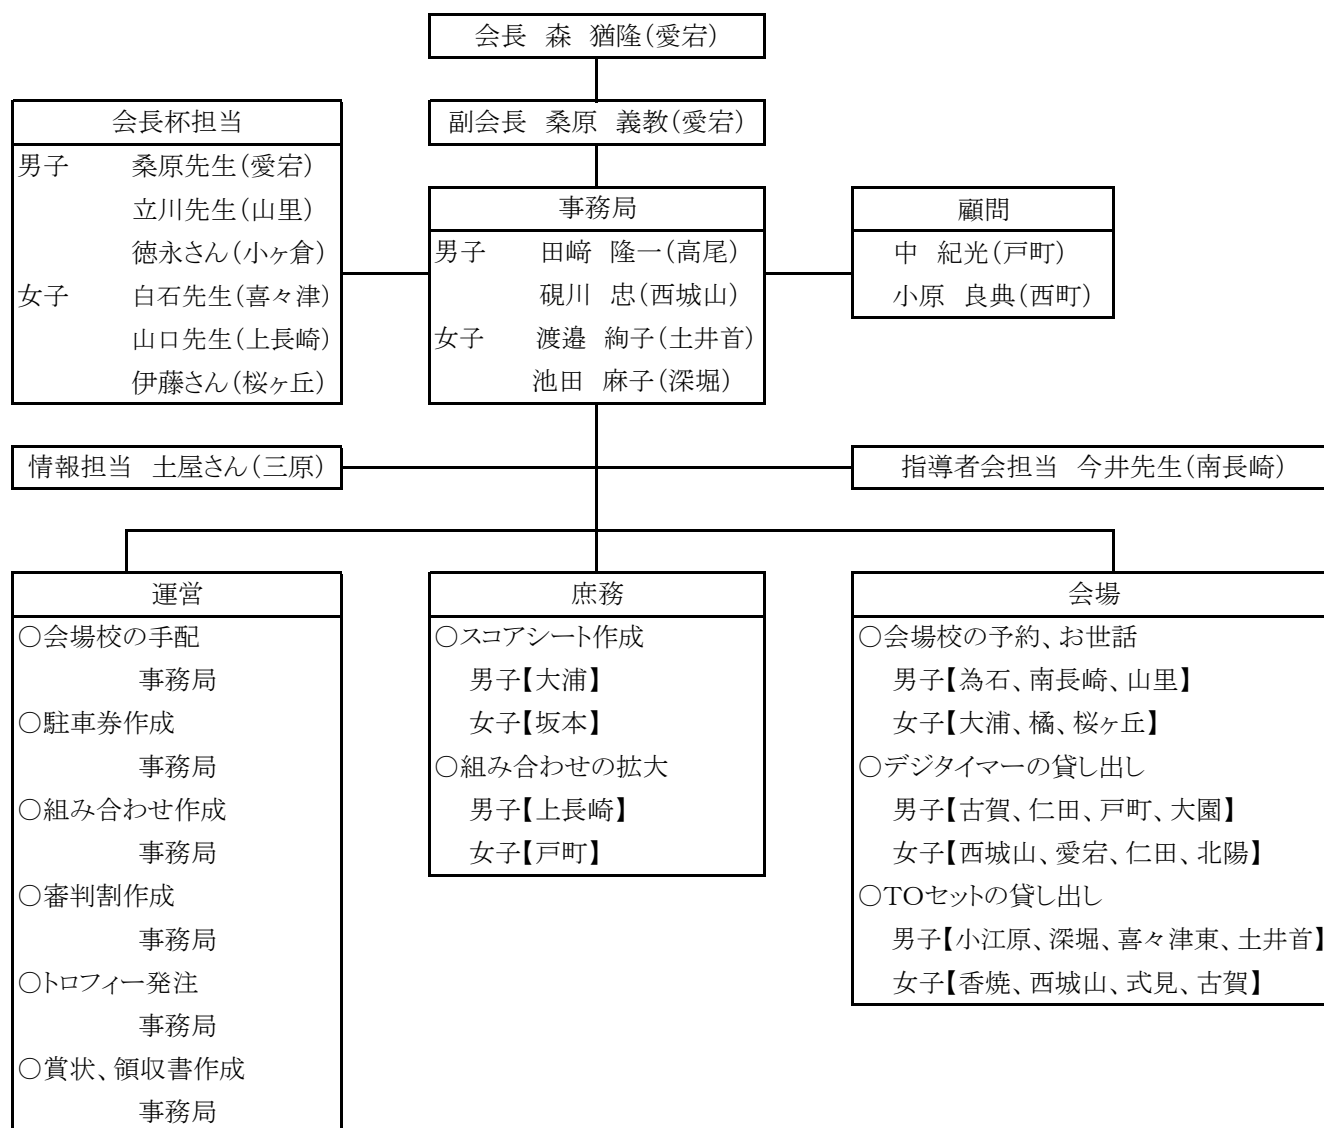 会長 森 猶隆(愛宕)
副会長 桑原 義教(愛宕)
会長杯担当
男子 桑原先生(愛宕)
立川先生(山里)
徳永さん(小ヶ倉)
女子 白石先生(喜々津)
山口先生(上長崎)
伊藤さん(桜ヶ丘)
事務局
男子 田﨑 隆一(高尾)
硯川 忠(西城山)
女子 渡邉 絢子(土井首)
池田 麻子(深堀)
顧問
中 紀光(戸町)
小原 良典(西町)
情報担当 土屋さん(三原)
指導者会担当 今井先生(南長崎)
運営
○会場校の手配
事務局
○駐車券作成
事務局
○組み合わせ作成
事務局
○審判割作成
事務局
○トロフィー発注
事務局
○賞状、領収書作成
事務局
庶務
○スコアシート作成
男子【大浦】
女子【坂本】
○組み合わせの拡大
男子【上長崎】
女子【戸町】
会場
○会場校の予約、お世話
男子【為石、南長崎、山里】
女子【大浦、橘、桜ヶ丘】
○デジタイマーの貸し出し
男子【古賀、仁田、戸町、大園】
女子【西城山、愛宕、仁田、北陽】
○TOセットの貸し出し
男子【小江原、深堀、喜々津東、土井首】
女子【香焼、西城山、式見、古賀】